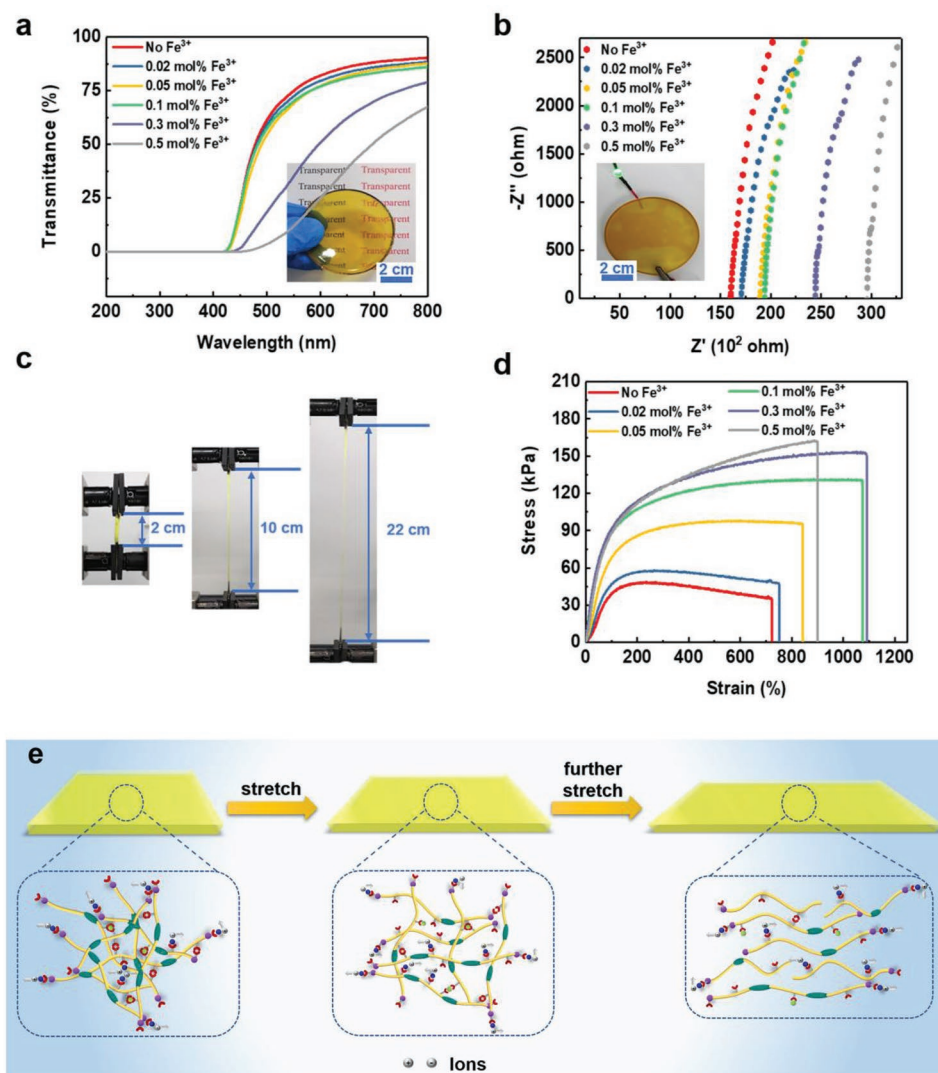 a
100
75
50
25
0
Transmittance (%)
No Fe³⁺
0.02 mol% Fe³⁺
0.05 mol% Fe³⁺
0.1 mol% Fe³⁺
0.3 mol% Fe³⁺
0.5 mol% Fe³⁺
Transparent Transparent
Transparent Transparent
Transparent Transparent
Transparent
Transparent
Transparent
2 cm
200 300 400 500 600 700 800
Wavelength (nm)
b
2500
2000
1500
1000
500
0
-Z'' (ohm)
No Fe³⁺
0.02 mol% Fe³⁺
0.05 mol% Fe³⁺
0.1 mol% Fe³⁺
0.3 mol% Fe³⁺
0.5 mol% Fe³⁺
2 cm
50 100 150 200 250 300
Z' (10² ohm)
c
2 cm
10 cm
22 cm
d
210
180
150
120
90
60
30
0
Stress (kPa)
No Fe³⁺
0.02 mol% Fe³⁺
0.05 mol% Fe³⁺
0.1 mol% Fe³⁺
0.3 mol% Fe³⁺
0.5 mol% Fe³⁺
0 200 400 600 800 1000 1200
Strain (%)
e
stretch
further
stretch
+ - Ions